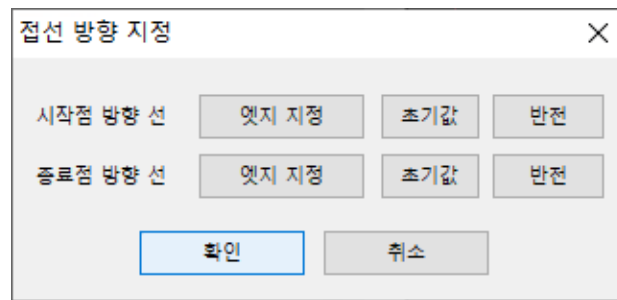 접선 방향 지정
시작점 방향 선 엣지 지정 초기값 반전
종료점 방향 선 엣지 지정 초기값 반전
확인 취소